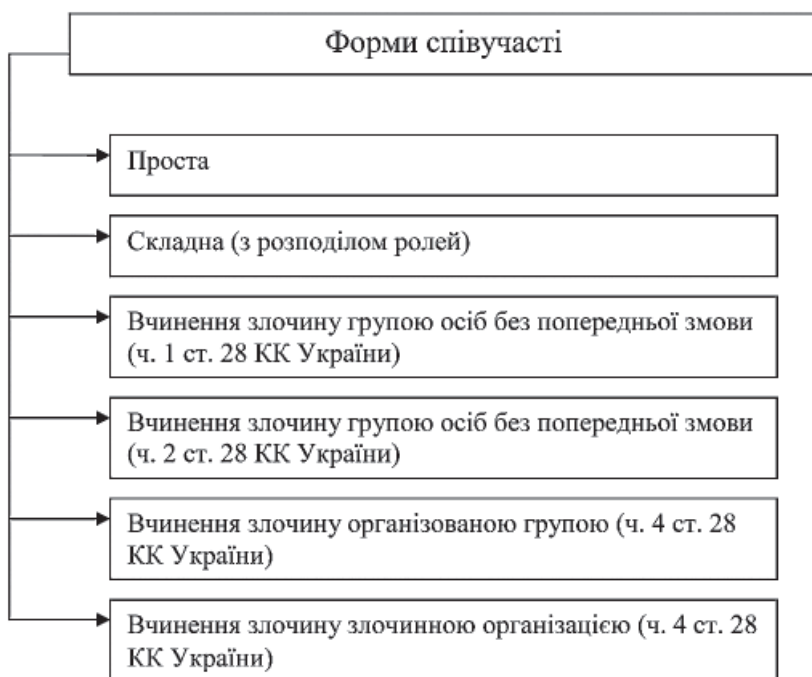 Форми співучасті
Проста
Складна (з розподілом ролей)
Вчинення злочину групою осіб без попередньої змови
(ч. 1 ст. 28 КК України)
Вчинення злочину групою осіб без попередньої змови
(ч. 2 ст. 28 КК України)
Вчинення злочину організованою групою (ч. 4 ст. 28
КК України)
Вчинення злочину злочинною організацією (ч. 4 ст. 28
КК України)